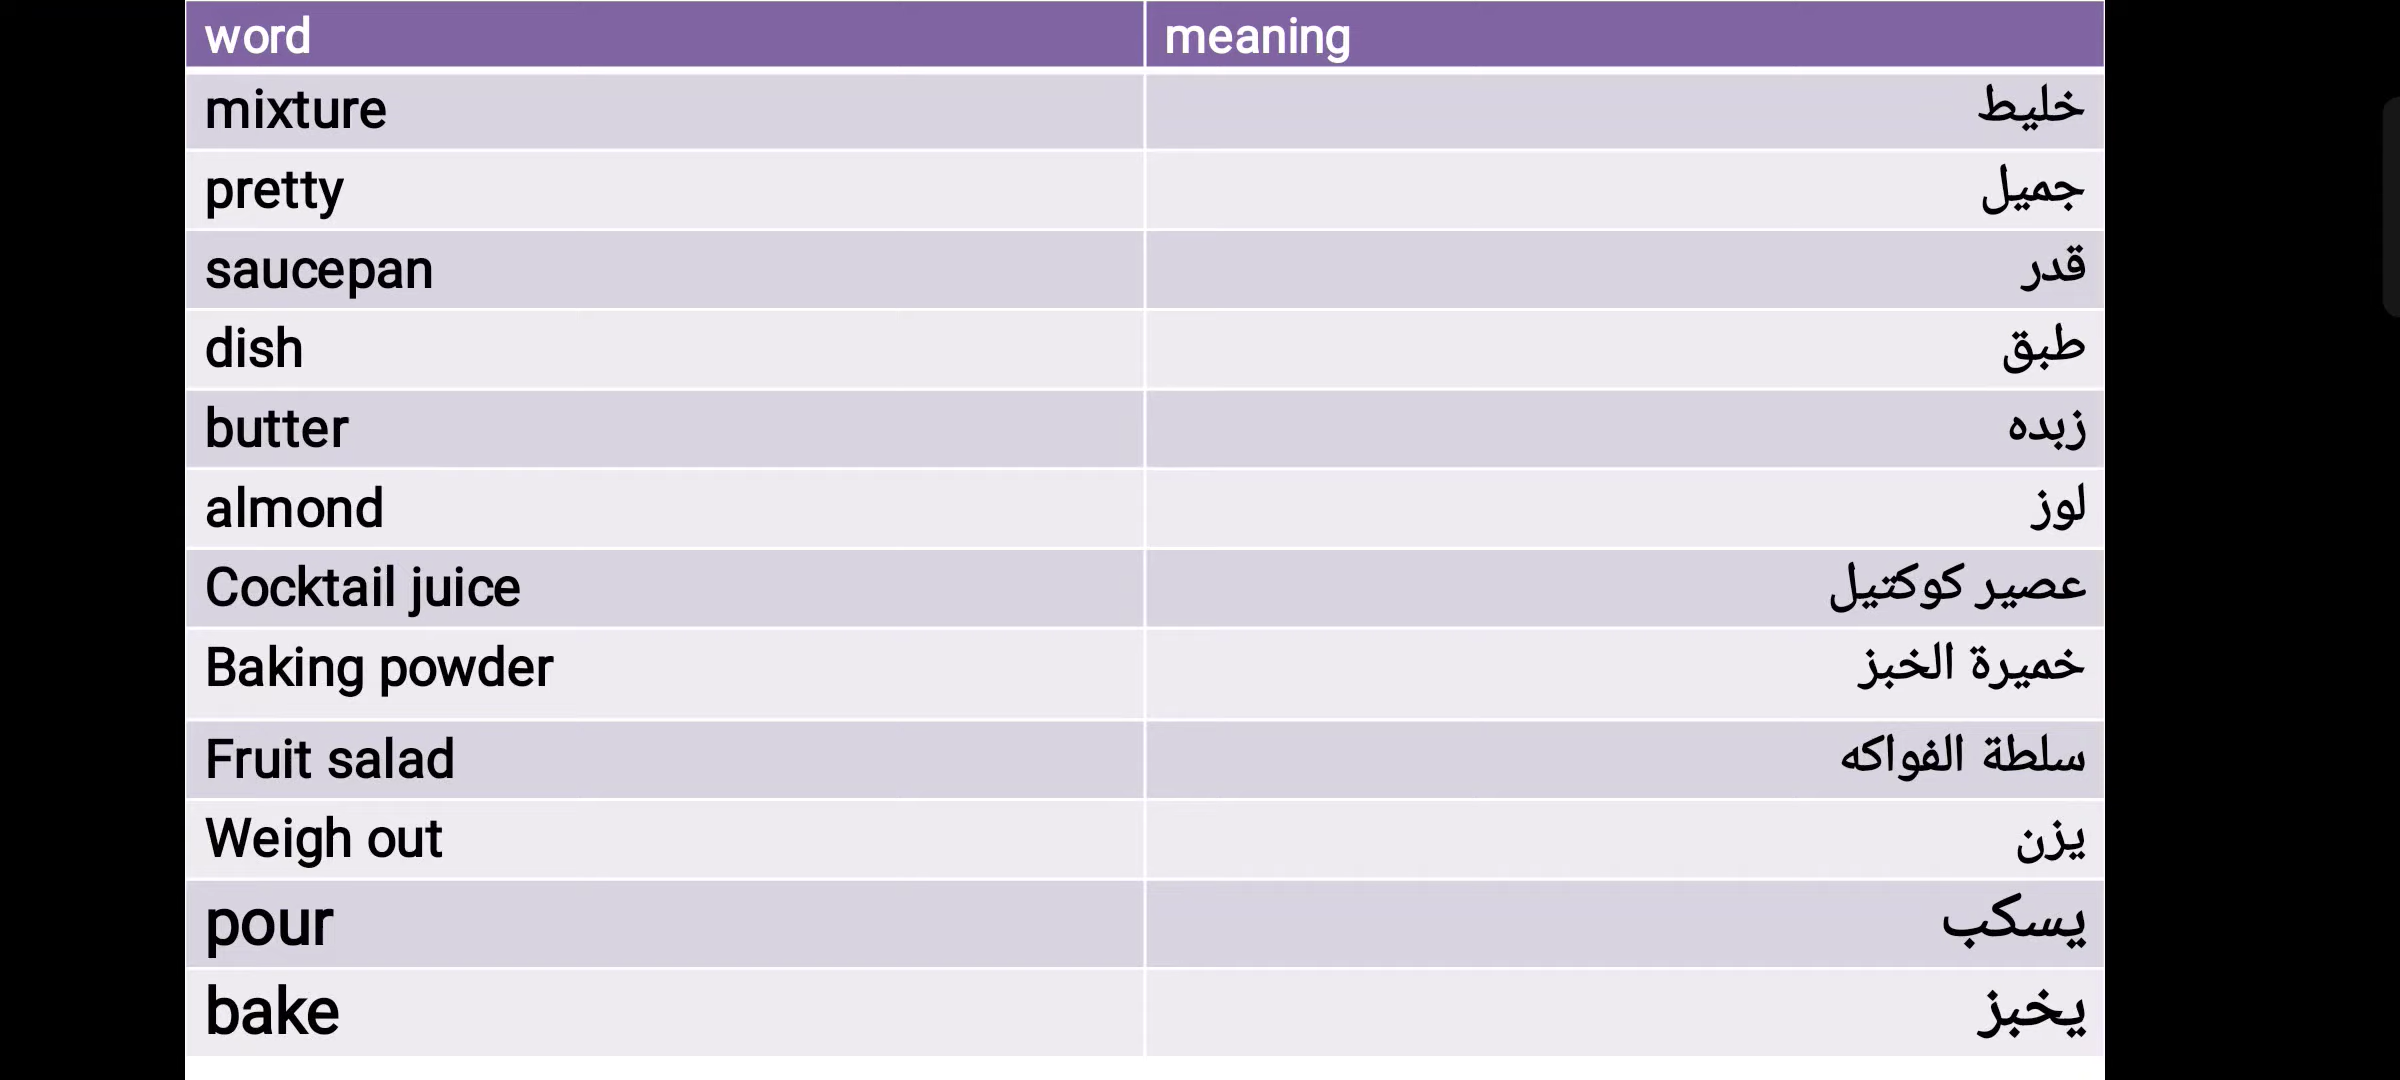 word meaning
mixture خليط
pretty جميل
saucepan قدر
dish طبق
butter زبده
almond لوز
Cocktail juice عصير كوكتيل
Baking powder خميرة الخبز
Fruit salad سلطة الفواكه
Weigh out يزن
pour يسكب
bake يخبز